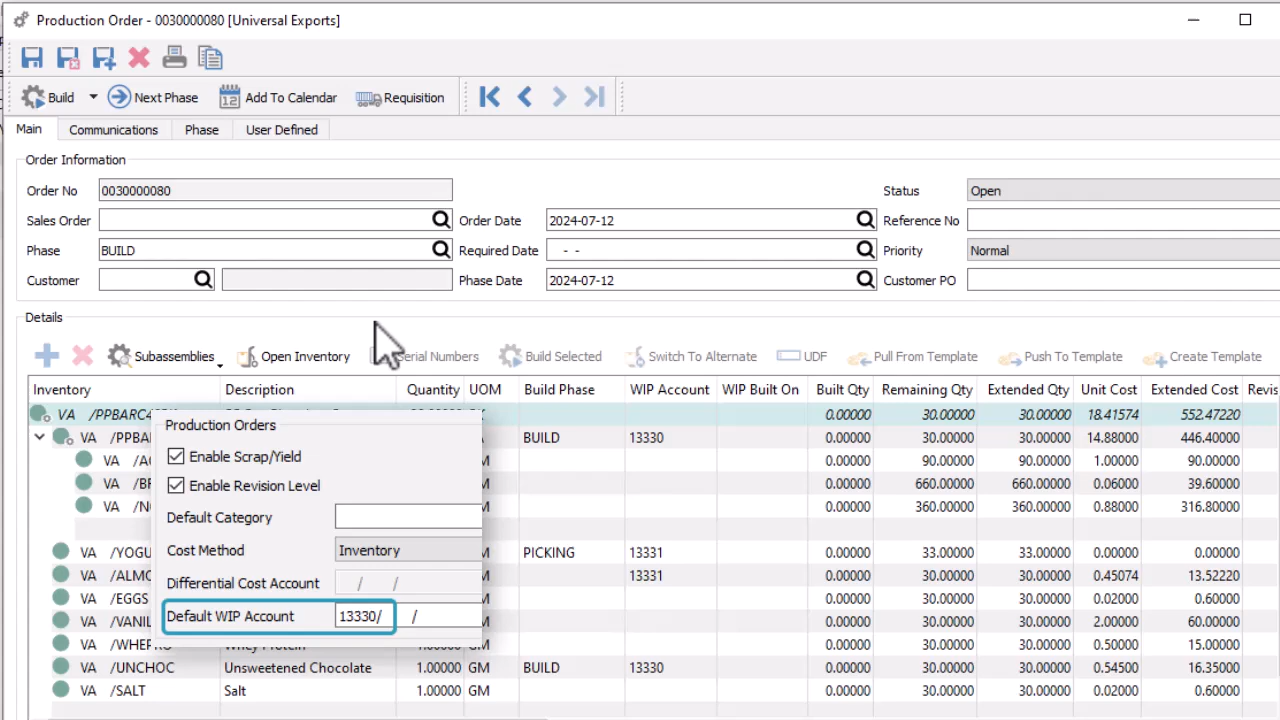 Production Order - 0030000080 [Universal Exports]
Build Next Phase 12 Add To Calendar Requisition
Main Communications Phase User Defined
Order Information
Order No 0030000080 Status Open
Sales Order Order Date 2024-07-12 Reference No
Phase BUILD Required Date - - Priority Normal
Customer Phase Date 2024-07-12 Customer PO
Details
Subassemblies Open Inventory Serial Numbers Build Selected Switch To Alternate UDF Pull From Template Push To Template Create Template
Inventory Description Quantity UOM Build Phase WIP Account WIP Built On Built Qty Remaining Qty Extended Qty Unit Cost Extended Cost
VA 0.00000 30.00000 30.00000 18.41574 552.47220
VA BUILD 13330 0.00000 30.00000 30.00000 14.88000 446.40000
VA 0.00000 90.00000 90.00000 1.00000 90.00000
VA 0.00000 660.00000 660.00000 0.06000 39.60000
VA 0.00000 360.00000 360.00000 0.88000 316.80000
VA PICKING 13331 0.00000 33.00000 33.00000 0.00000 0.00000
VA 13331 0.00000 30.00000 30.00000 0.45074 13.52220
VA /EGGS 0.00000 30.00000 30.00000 0.02000 0.60000
VA 0.00000 30.00000 30.00000 2.00000 60.00000
VA Whey Protein 1.00000 GM 0.00000 30.00000 30.00000 0.50000 15.00000
VA /UNCHOC Unsweetened Chocolate 1.00000 GM BUILD 13330 0.00000 30.00000 30.00000 0.54500 16.35000
VA /SALT Salt 1.00000 GM 0.00000 30.00000 30.00000 0.02000 0.60000
Production Orders
Enable Scrap/Yield
Enable Revision Level
Default Category
Cost Method Inventory
Differential Cost Account / /
Default WIP Account 13330/ /